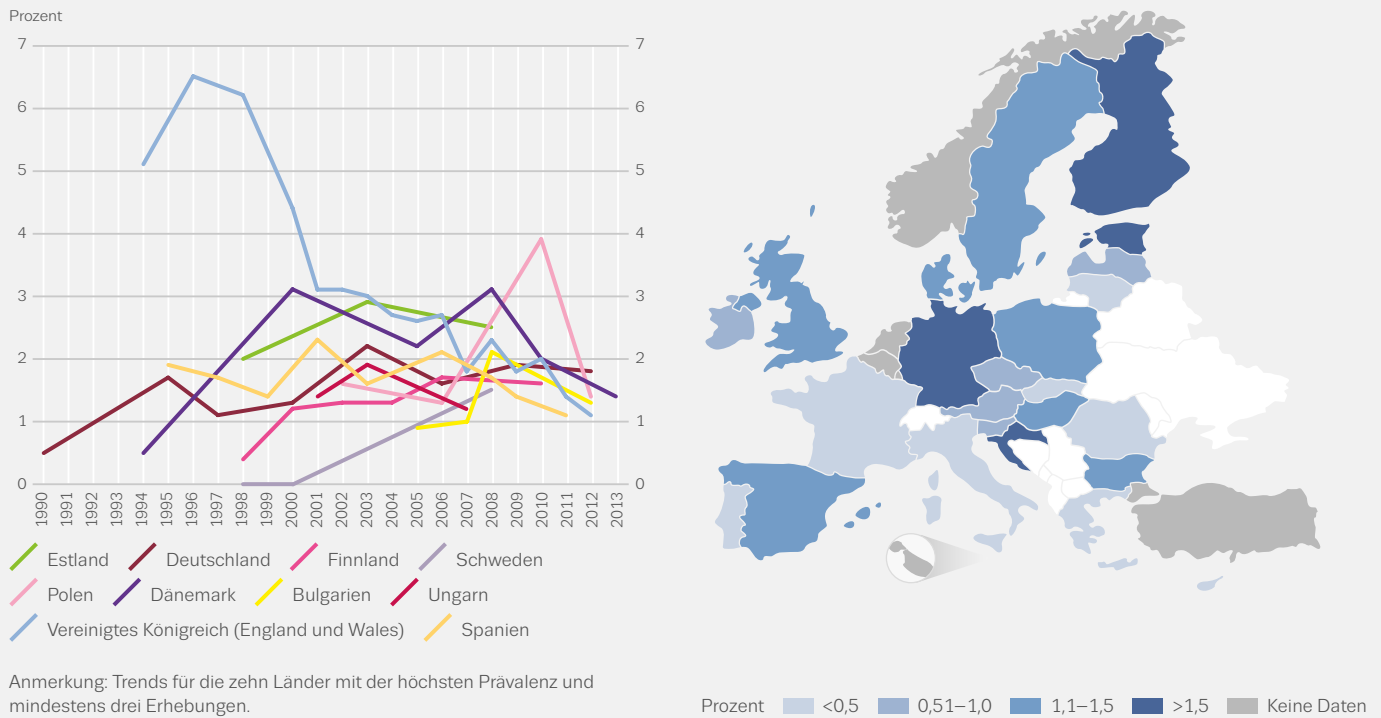 Prozent
7 7
6 6
5 5
4 4
3 3
2 2
1 1
0 0
1990 1991 1992 1993 1994 1995 1996 1997 1998 1999 2000 2001 2002 2003 2004 2005 2006 2007 2008 2009 2010 2011 2012 2013
Estland Deutschland Finnland Schweden
Polen Dänemark Bulgarien Ungarn
Vereinigtes Königreich (England und Wales) Spanien
Anmerkung: Trends für die zehn Länder mit der höchsten Prävalenz und
mindestens drei Erhebungen.
Prozent <0,5 0,51–1,0 1,1–1,5 >1,5 Keine Daten